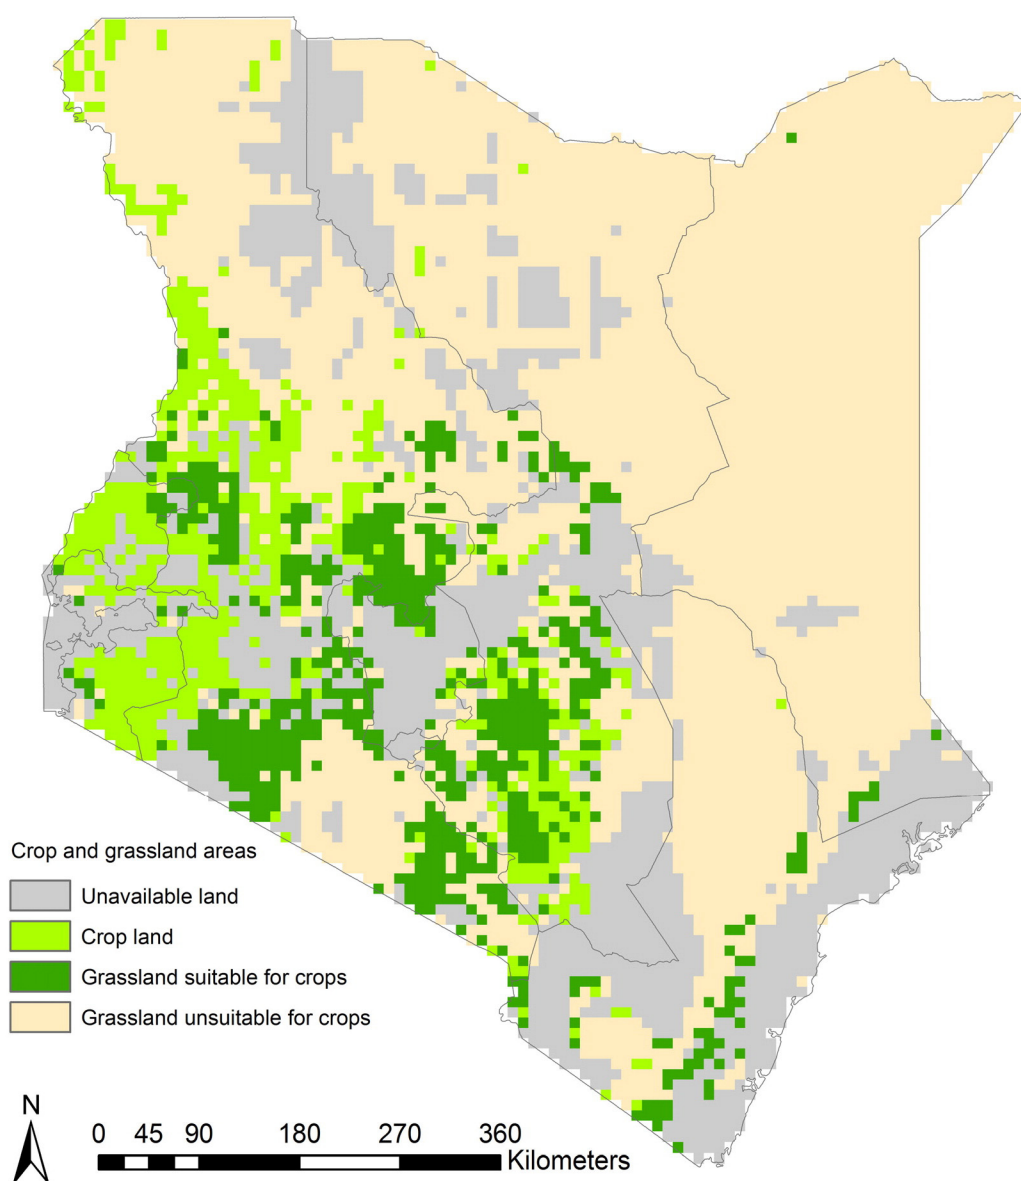 Crop and grassland areas
Unavailable land
Crop land
Grassland suitable for crops
Grassland unsuitable for crops
N
0 45 90 180 270 360
Kilometers